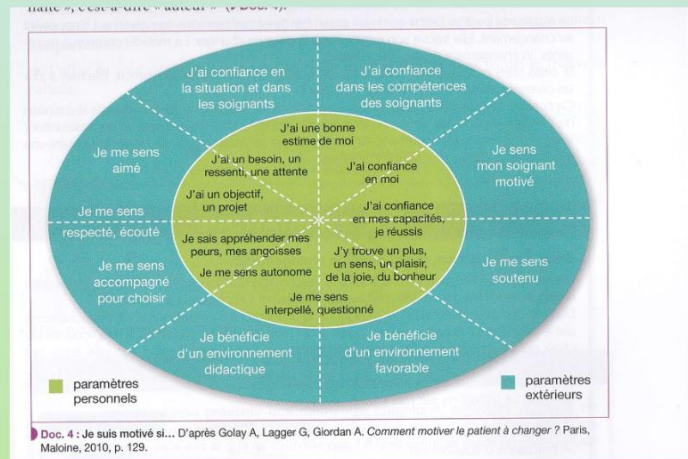 c'est-à-dire « auteur »
J'ai confiance en
la situation et dans
les soignants
J'ai confiance
dans les compétences
des soignants
J'ai une bonne
estime de moi
Je me sens
aimé
J'ai un besoin, un
ressenti, une attente
J'ai confiance
en moi
Je sens
mon soignant
motivé
J'ai un objectif,
un projet
J'ai confiance
en mes capacités,
je réussis
Je me sens
respecté, écouté
Je sais appréhender mes
peurs, mes angoisses
J'y trouve un plus,
un sens, un plaisir,
de la joie, du bonheur
Je me sens
accompagné
pour choisir
Je me sens autonome
Je me sens
soutenu
Je me sens
interpellé, questionné
Je bénéficie
d'un environnement
didactique
Je bénéficie
d'un environnement
favorable
paramètres
personnels
paramètres
extérieurs
Doc. 4 : Je suis motivé si... D'après Golay A, Lagger G, Giordan A. Comment motiver le patient à changer ? Paris,
Maloine, 2010, p. 129.